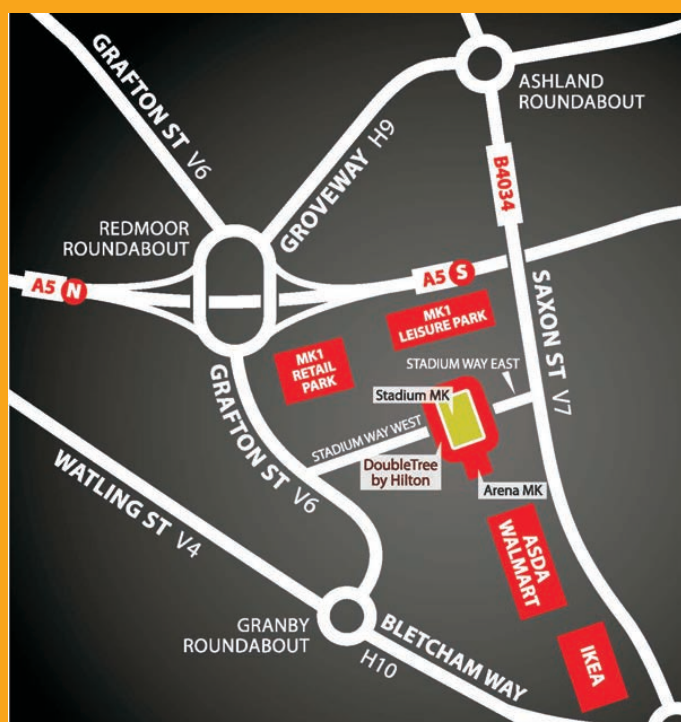 GRAFTON ST V6
ASHLAND
ROUNDABOUT
GROVEWAY H9
B4034
REDMOOR
ROUNDABOUT
A5 N
A5 S
SAXON ST V7
MK1
LEISURE PARK
MK1
RETAIL
PARK
STADIUM WAY EAST
Stadium MK
GRAFTON ST V6
STADIUM WAY WEST
DoubleTree
by Hilton
Arena MK
WATLING ST V4
ASDA
WALMART
GRANBY
ROUNDABOUT
BLETCHAM WAY
H10
IKEA